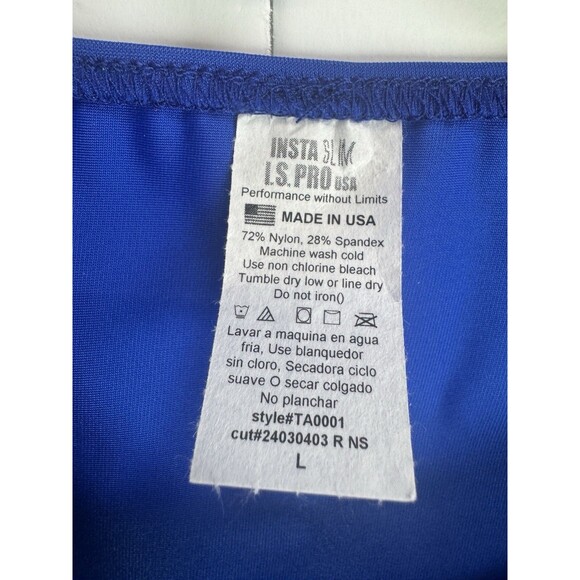 INSTA SLIM
I.S. PRO USA
Performance without Limits
MADE IN USA
72% Nylon, 28% Spandex
Machine wash cold
Use non chlorine bleach
Tumble dry low or line dry
Do not iron()
Lavar a maquina en agua
fria, Use blanquedor
sin cloro, Secadora ciclo
suave O secar colgado
No planchar
style#TA0001
cut#24030403 R NS
L